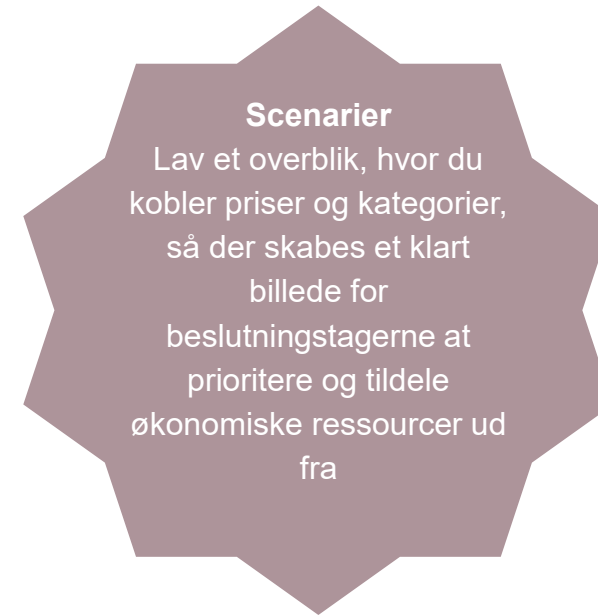 Scenarier
Lav et overblik, hvor du
kobler priser og kategorier,
så der skabes et klart
billede for
beslutningstagerne at
prioritere og tildele
økonomiske ressourcer ud
fra